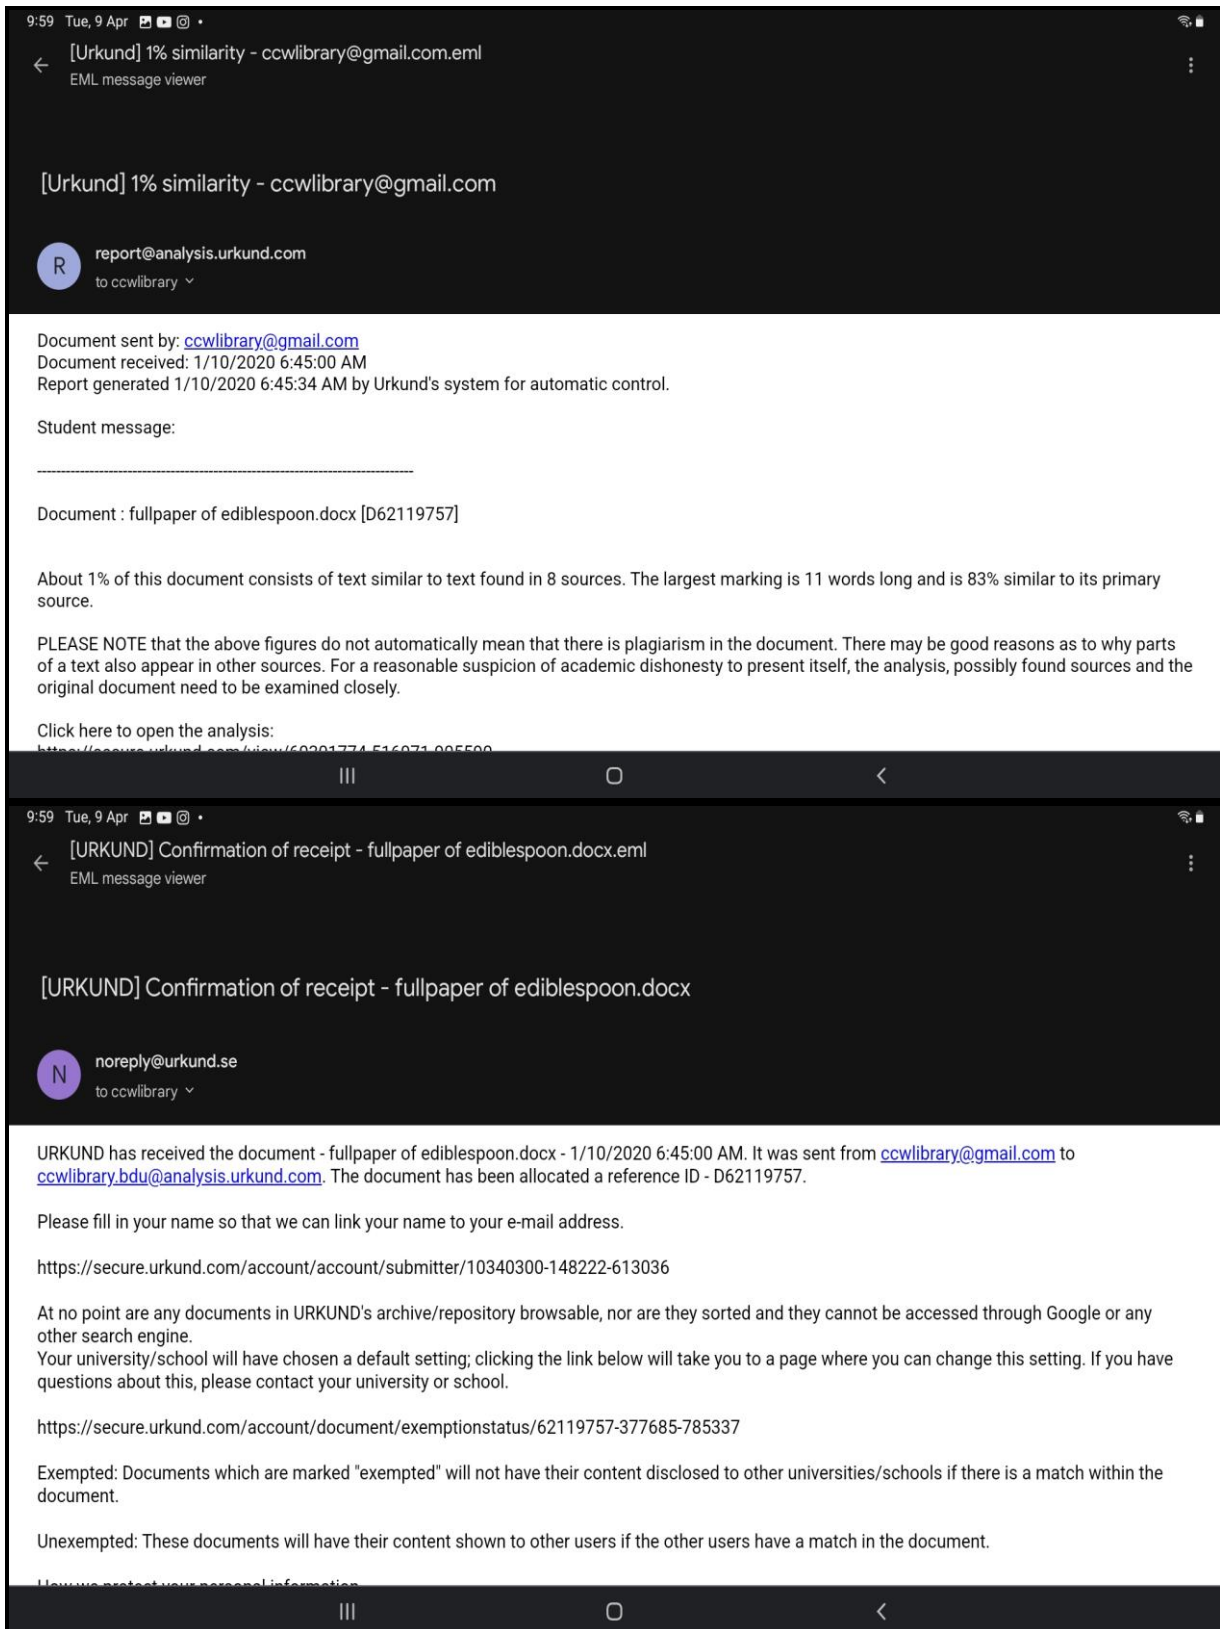 9:59 Tue, 9 Apr
[Urkund] 1% similarity - ccwlibrary@gmail.com.eml
EML message viewer
[Urkund] 1% similarity - ccwlibrary@gmail.com
R
report@analysis.urkund.com
to ccwlibrary
Document sent by: ccwlibrary@gmail.com
Document received: 1/10/2020 6:45:00 AM
Report generated 1/10/2020 6:45:34 AM by Urkund's system for automatic control.
Student message:
--------------------------------------------------------------------------------
Document : fullpaper of ediblespoon.docx [D62119757]
About 1% of this document consists of text similar to text found in 8 sources. The largest marking is 11 words long and is 83% similar to its primary
source.
PLEASE NOTE that the above figures do not automatically mean that there is plagiarism in the document. There may be good reasons as to why parts
of a text also appear in other sources. For a reasonable suspicion of academic dishonesty to present itself, the analysis, possibly found sources and the
original document need to be examined closely.
Click here to open the analysis:
9:59 Tue, 9 Apr
[URKUND] Confirmation of receipt - fullpaper of ediblespoon.docx.eml
EML message viewer
[URKUND] Confirmation of receipt - fullpaper of ediblespoon.docx
N
noreply@urkund.se
to ccwlibrary
URKUND has received the document - fullpaper of ediblespoon.docx - 1/10/2020 6:45:00 AM. It was sent from ccwlibrary@gmail.com to
ccwlibrary.bdu@analysis.urkund.com. The document has been allocated a reference ID - D62119757.
Please fill in your name so that we can link your name to your e-mail address.
https://secure.urkund.com/account/account/submitter/10340300-148222-613036
At no point are any documents in URKUND's archive/repository browsable, nor are they sorted and they cannot be accessed through Google or any
other search engine.
Your university/school will have chosen a default setting; clicking the link below will take you to a page where you can change this setting. If you have
questions about this, please contact your university or school.
https://secure.urkund.com/account/document/exemptionstatus/62119757-377685-785337
Exempted: Documents which are marked "exempted" will not have their content disclosed to other universities/schools if there is a match within the
document.
Unexempted: These documents will have their content shown to other users if the other users have a match in the document.
How we protect your personal information